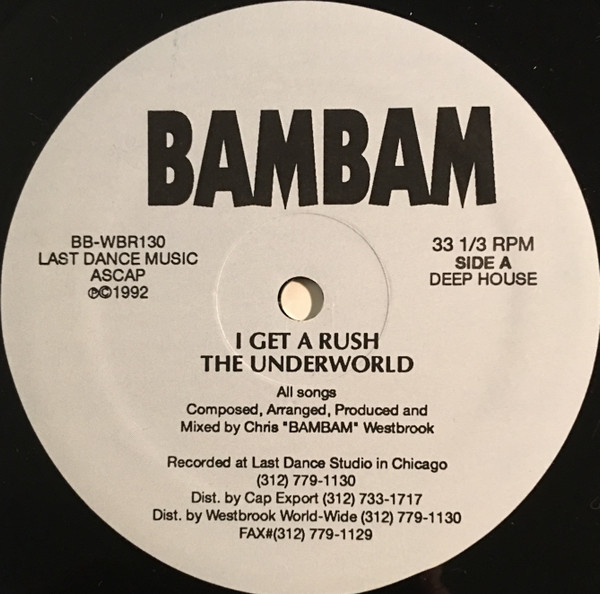 BAMBAM
BB-WBR130
LAST DANCE MUSIC
ASCAP
℗©1992
33 1/3 RPM
SIDE A
DEEP HOUSE
I GET A RUSH
THE UNDERWORLD
All songs
Composed, Arranged, Produced and
Mixed by Chris "BAMBAM" Westbrook
Recorded at Last Dance Studio in Chicago
(312) 779-1130
Dist. by Cap Export (312) 733-1717
Dist. by Westbrook World-Wide (312) 779-1130
FAX#(312) 779-1129